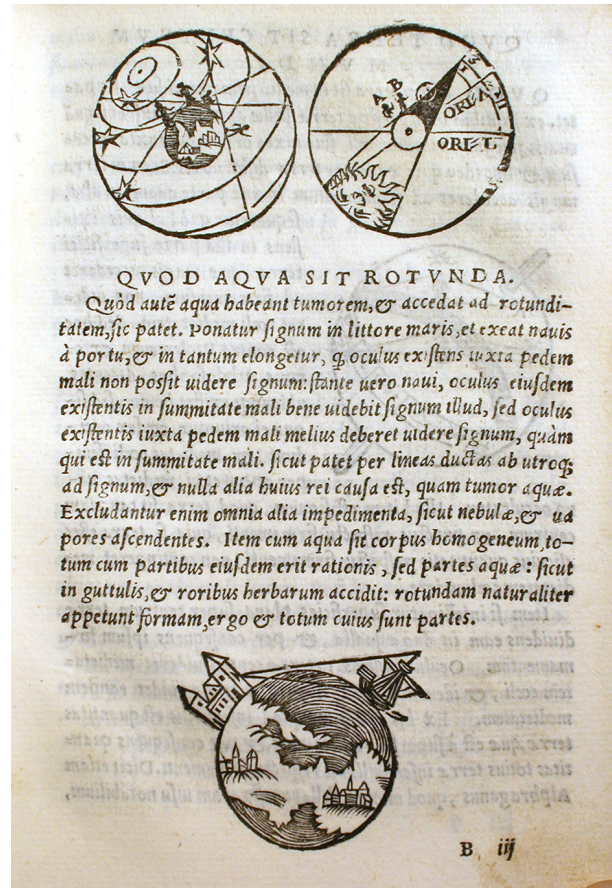 A B
ORI.A
ORI.E.L
QVOD AQVA SIT ROTVNDA.
Quòd autē aqua habeant tumorem, & accedat ad rotundi-
tatem, sic patet. Ponatur signum in littore maris, et exeat nauis
à portu, & in tantum elongetur, ꝙ oculus existens iuxta pedem
mali non possit uidere signum: stante uero naui, oculus eiusdem
existentis in summitate mali bene uidebit signum illud, sed oculus
existentis iuxta pedem mali melius deberet uidere signum, quàm
qui est in summitate mali. sicut patet per lineas ductas ab utroq;
ad signum, & nulla alia huius rei causa est, quam tumor aquæ.
Excludantur enim omnia alia impedimenta, sicut nebulæ, & ua
pores ascendentes. Item cum aqua sit corpus homogeneum, to-
tum cum partibus eiusdem erit rationis, sed partes aquæ: sicut
in guttulis, & roribus herbarum accidit: rotundam naturaliter
appetunt formam, ergo & totum cuius sunt partes.
B iij